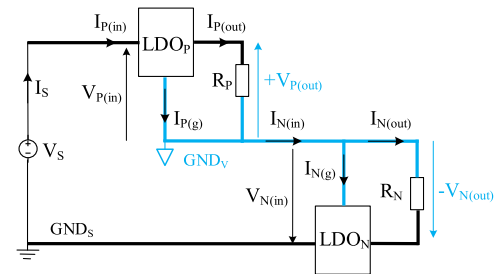 I_P(in)
I_P(out)
LDO_P
I_S
V_P(in)
R_P
+V_P(out)
I_P(g)
I_N(in)
I_N(out)
V_S
GND_V
I_N(g)
V_N(in)
R_N
-V_N(out)
GND_S
LDO_N